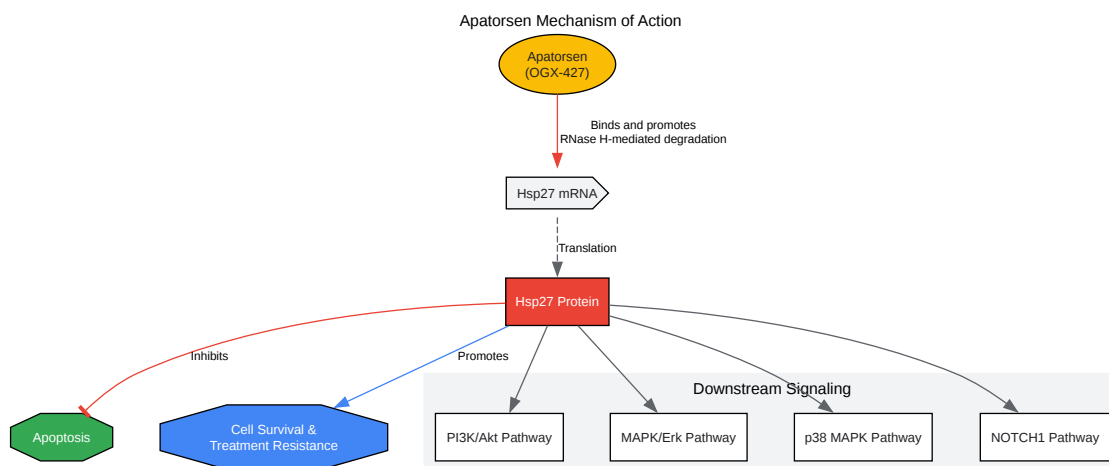 Apatorsen Mechanism of Action
Apatorsen
(OGX-427)
Binds and promotes
RNase H-mediated degradation
Hsp27 mRNA
Translation
Hsp27 Protein
Inhibits
Promotes
Downstream Signaling
Apoptosis
Cell Survival &
Treatment Resistance
PI3K/Akt Pathway
MAPK/Erk Pathway
p38 MAPK Pathway
NOTCH1 Pathway